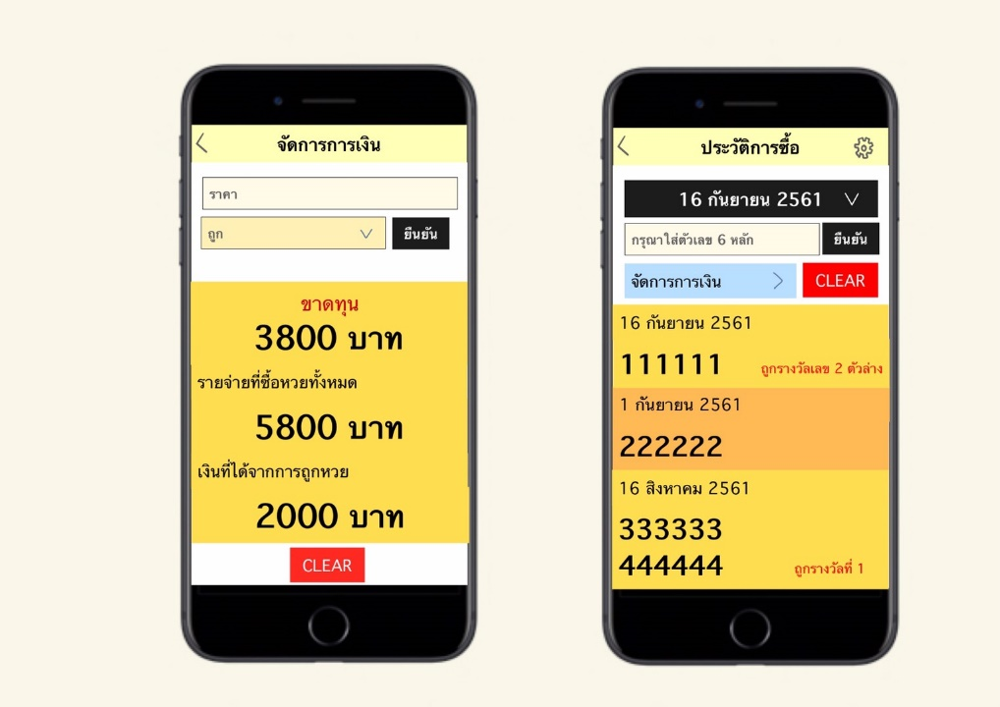 จัดการการเงิน
ราคา
ถูก
ยืนยัน
ขาดทุน
3800 บาท
รายจ่ายที่ซื้อหวยทั้งหมด
5800 บาท
เงินที่ได้จากการถูกหวย
2000 บาท
CLEAR
ประวัติการซื้อ
16 กันยายน 2561
กรุณาใส่ตัวเลข 6 หลัก
ยืนยัน
จัดการการเงิน
CLEAR
16 กันยายน 2561
111111 ถูกรางวัลเลข 2 ตัวล่าง
1 กันยายน 2561
222222
16 สิงหาคม 2561
333333
444444 ถูกรางวัลที่ 1